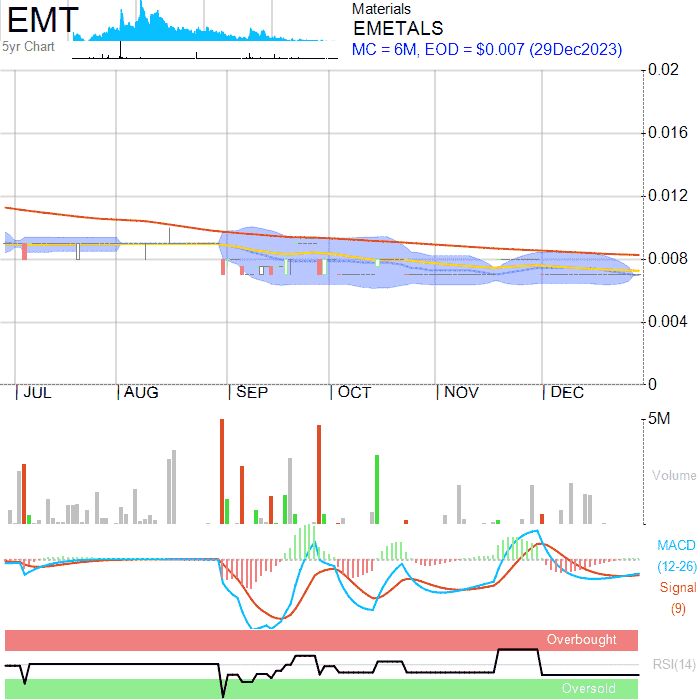 EMT
5yr Chart
Materials
EMETALS
MC = 6M, EOD = $0.007 (29Dec2023)
0.02
0.016
0.012
0.008
0.004
0
JUL AUG SEP OCT NOV DEC
5M
Volume
MACD
(12-26)
Signal
(9)
Overbought
RSI(14)
Oversold